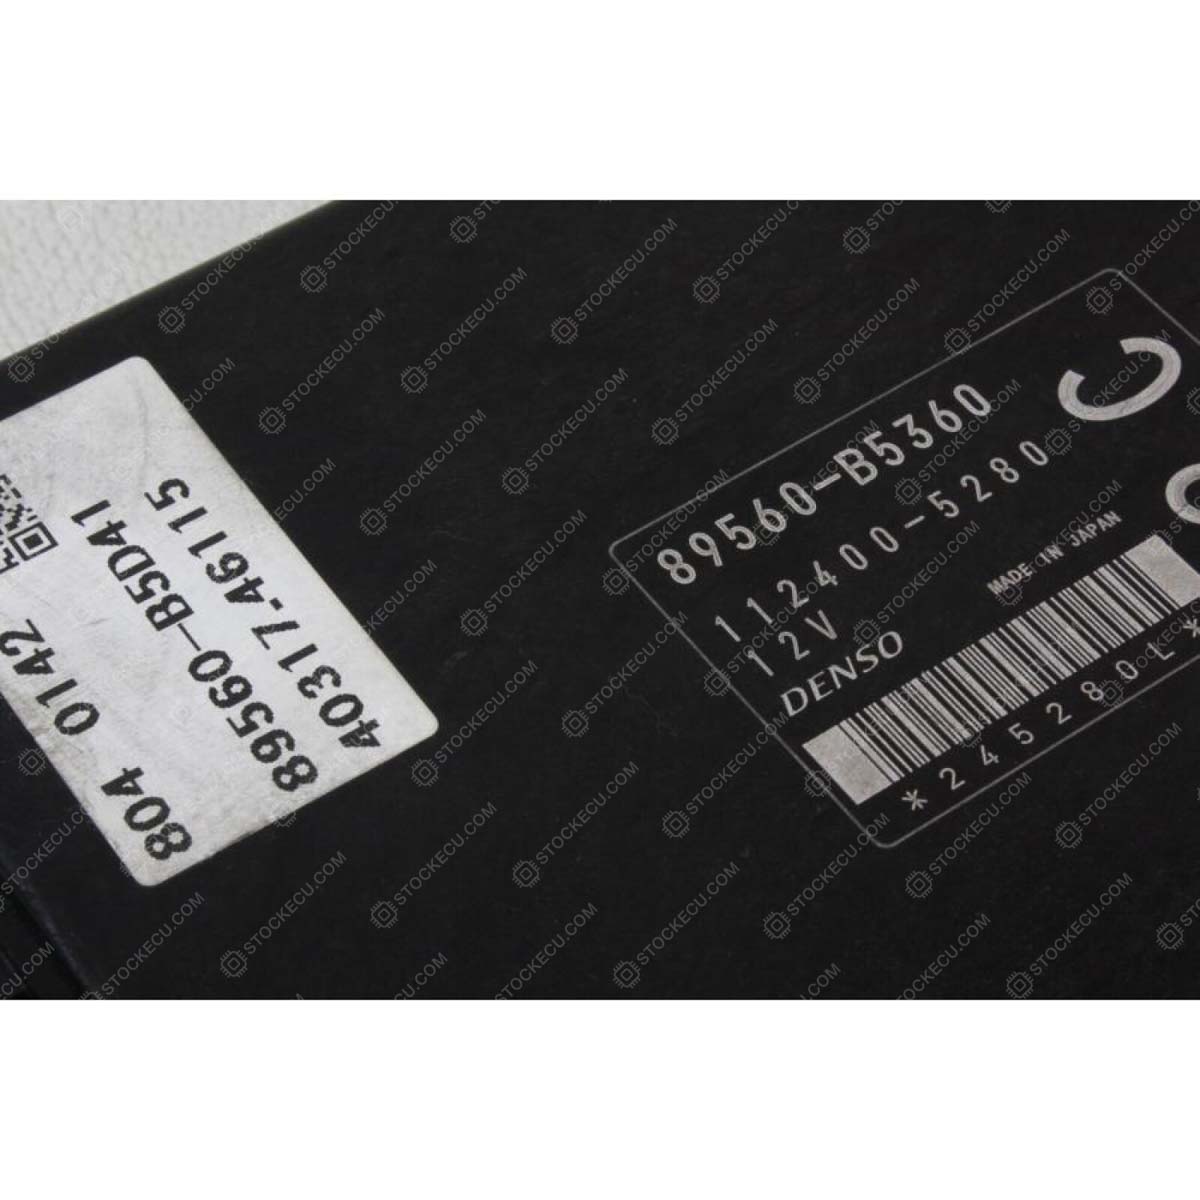 804 0142
89560-B5D41
40317.46115
89560-B5360
112400-5280
12V
MADE IN JAPAN
DENSO
*245280L*
C
STOCKECU.COM